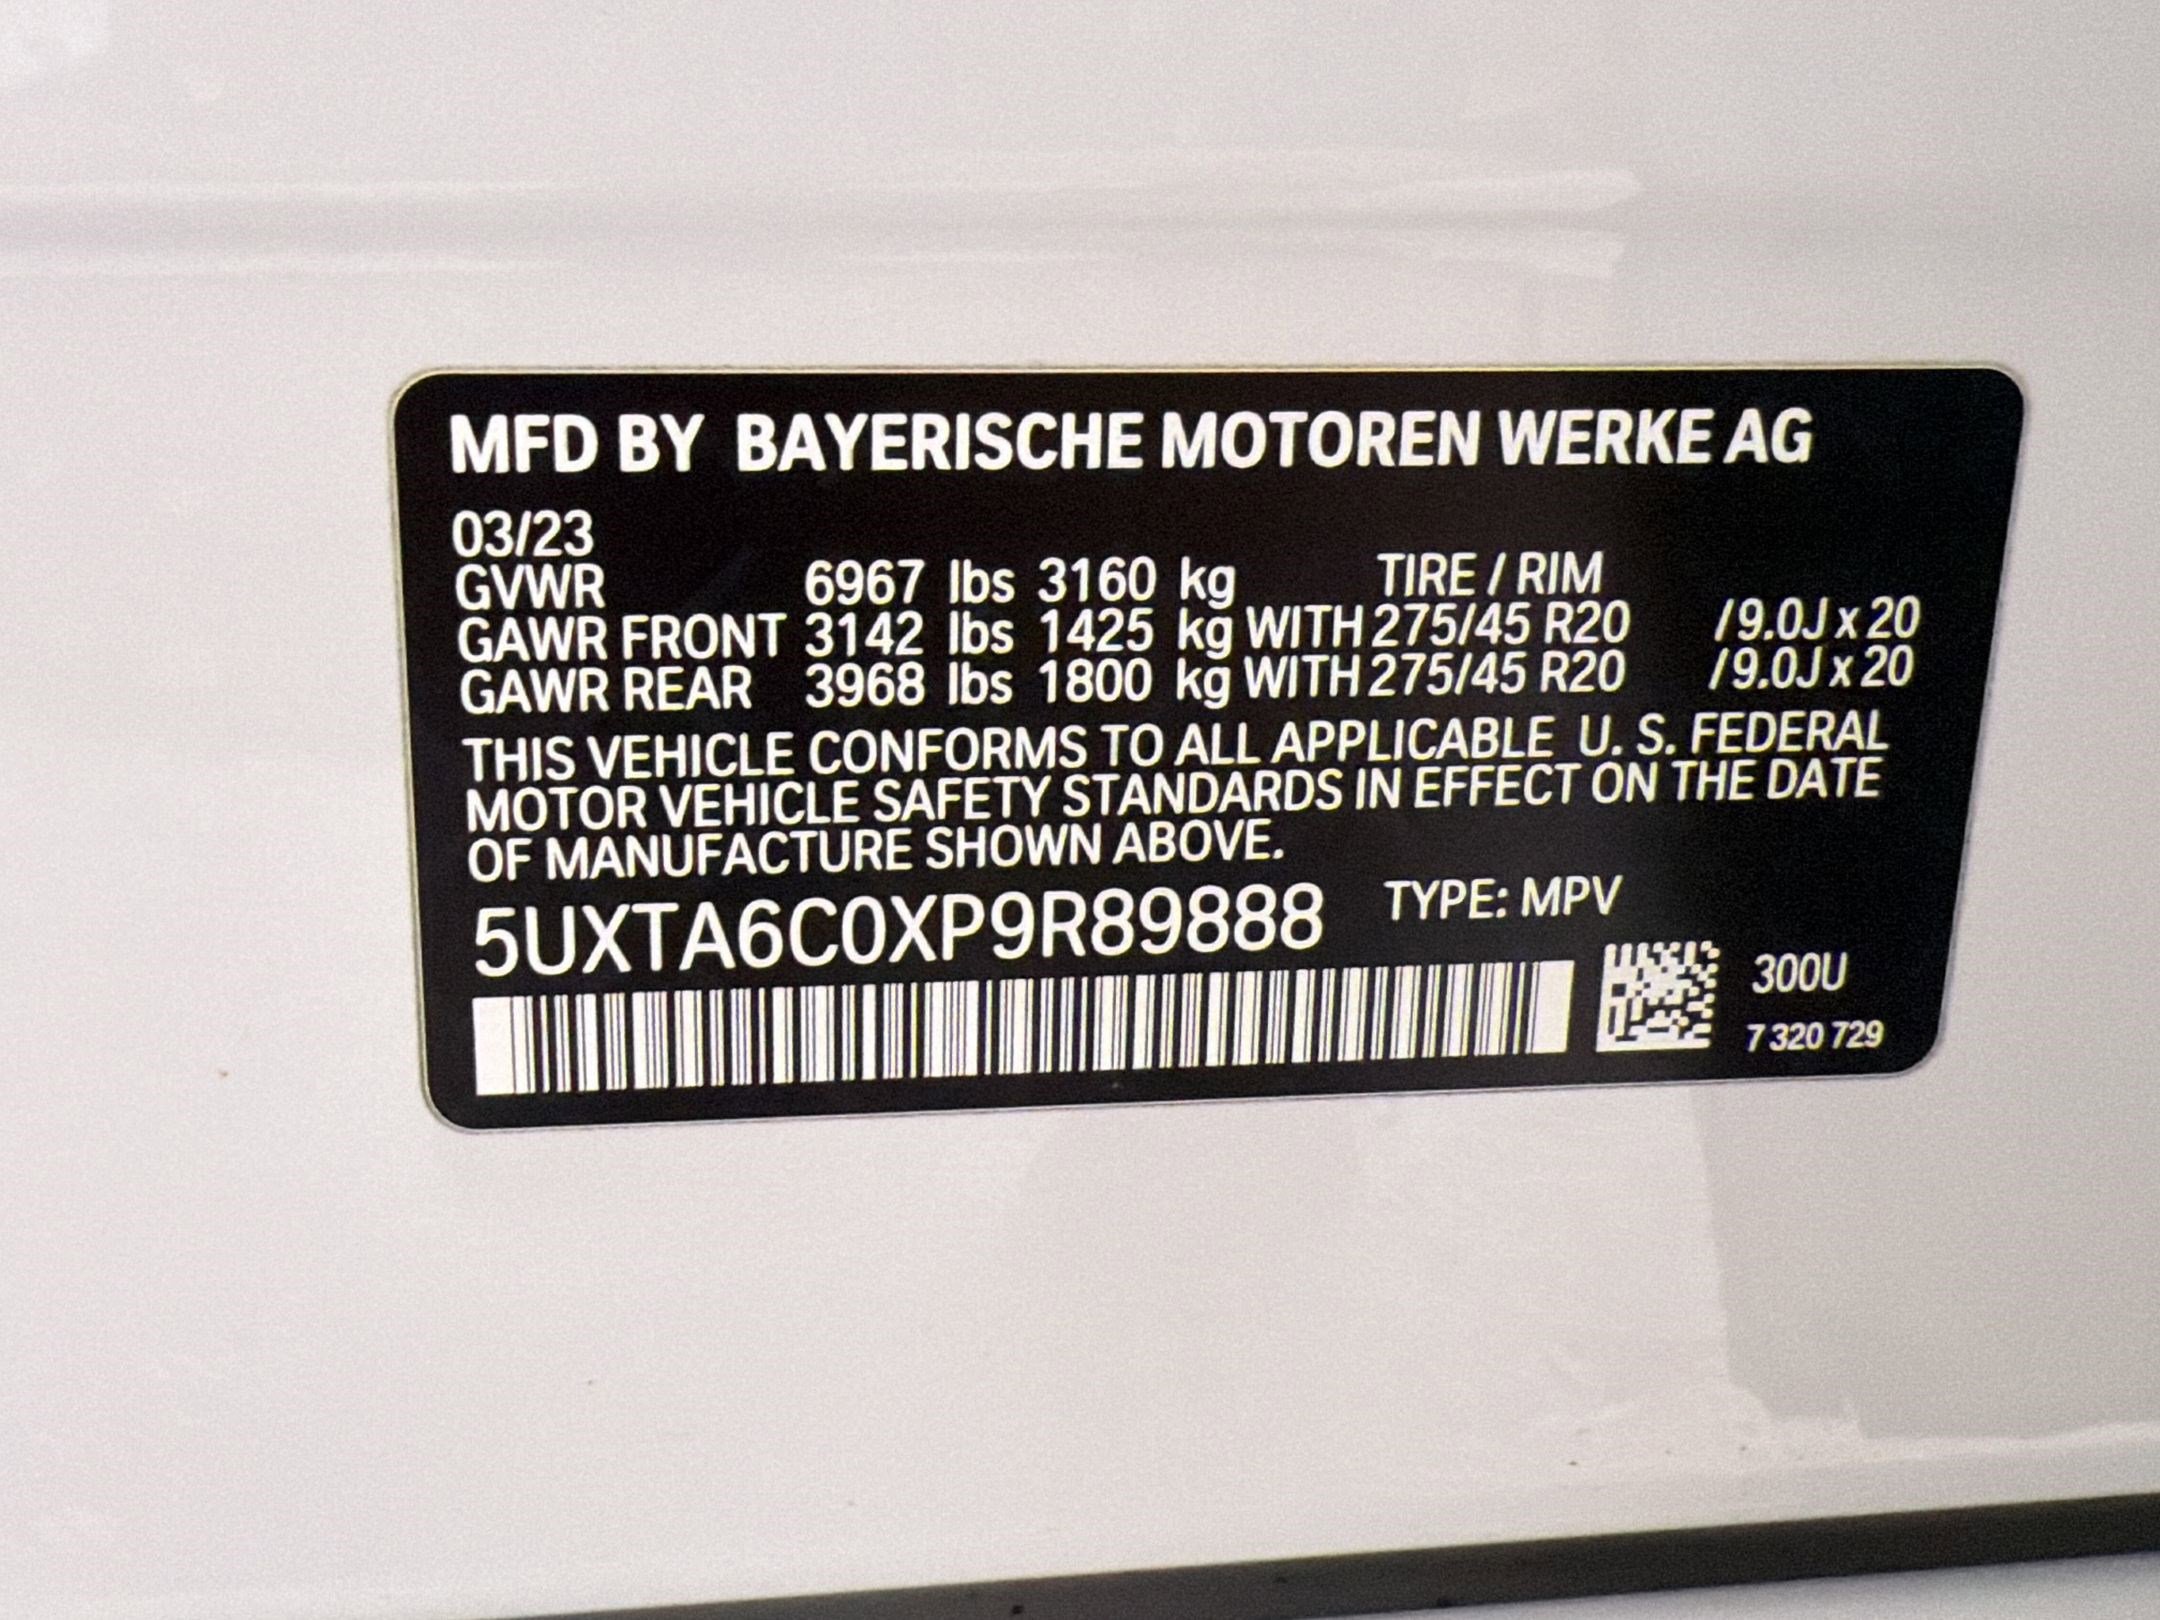 MFD BY BAYERISCHE MOTOREN WERKE AG
03/23
GVWR 6967 lbs 3160 kg TIRE / RIM
GAWR FRONT 3142 lbs 1425 kg WITH 275/45 R20 / 9.0J x 20
GAWR REAR 3968 lbs 1800 kg WITH 275/45 R20 / 9.0J x 20
THIS VEHICLE CONFORMS TO ALL APPLICABLE U. S. FEDERAL
MOTOR VEHICLE SAFETY STANDARDS IN EFFECT ON THE DATE
OF MANUFACTURE SHOWN ABOVE.
5UXTA6C0XP9R89888 TYPE: MPV
300U
7 320 729